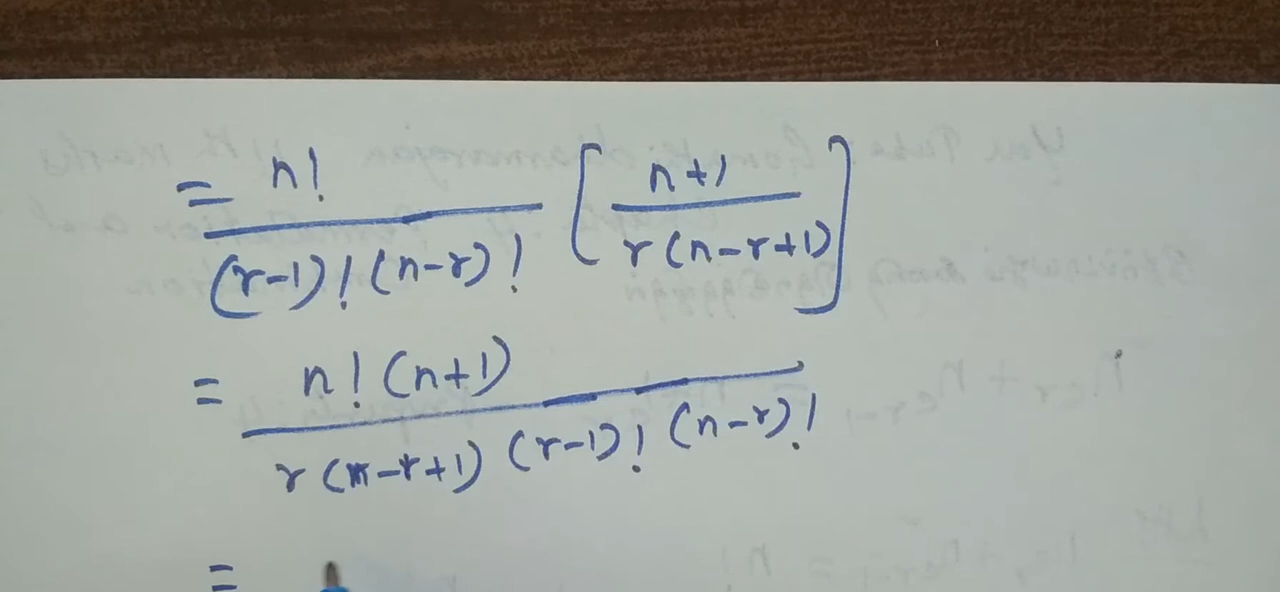 = n! / (r-1)! (n-r)! [ n+1 / r(n-r+1) ]
= n! (n+1) / r(n-r+1) (r-1)! (n-r)!
=